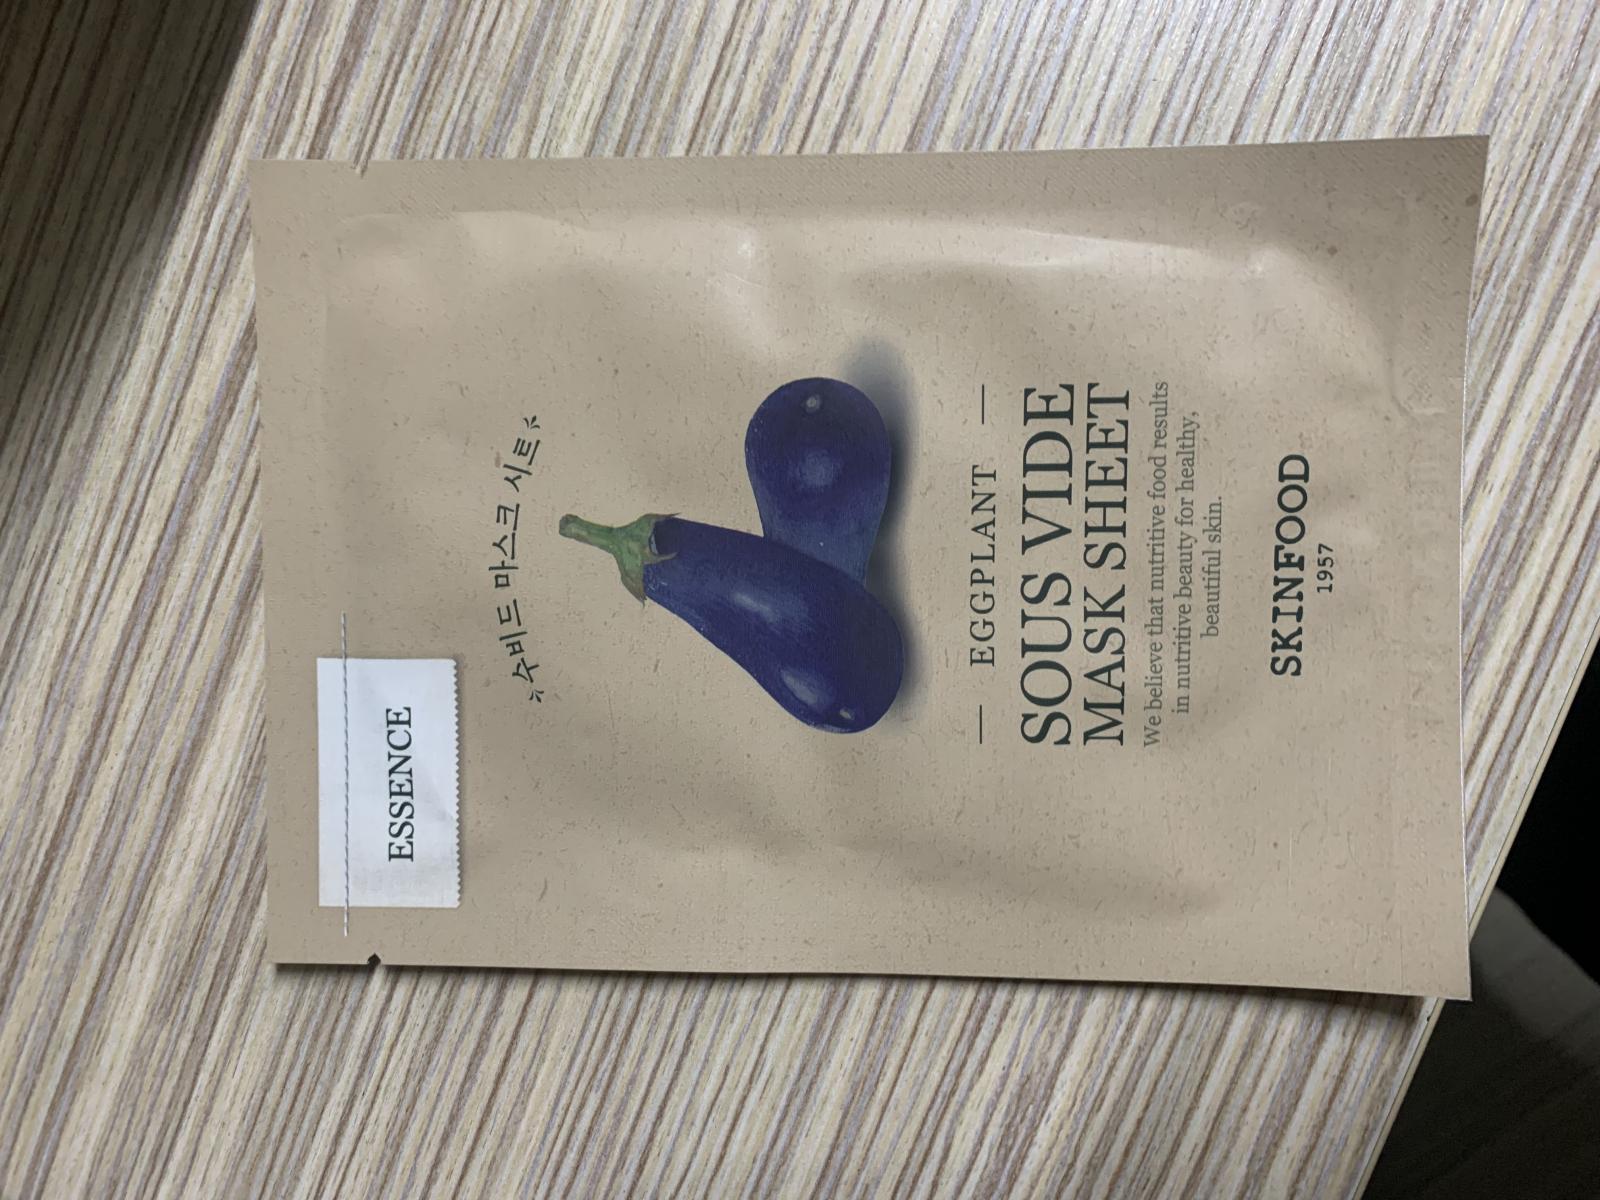 ESSENCE
수비드 마스크 시트
EGGPLANT
SOUS VIDE
MASK SHEET
We believe that nutritive food results
in nutritive beauty for healthy,
beautiful skin.
SKINFOOD
1957